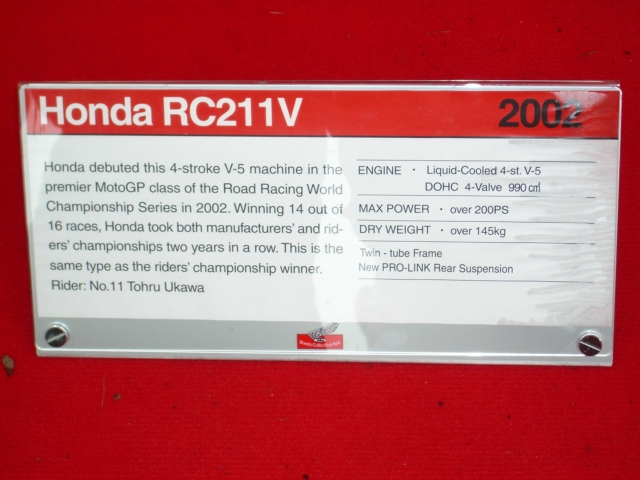 Honda RC211V 2002
Honda debuted this 4-stroke V-5 machine in the
premier MotoGP class of the Road Racing World
Championship Series in 2002. Winning 14 out of
16 races, Honda took both manufacturers' and rid-
ers' championships two years in a row. This is the
same type as the riders' championship winner.
Rider: No.11 Tohru Ukawa
ENGINE・Liquid-Cooled 4-st. V-5
DOHC 4-Valve 990㎤
MAX POWER・over 200PS
DRY WEIGHT・over 145kg
Twin - tube Frame
New PRO-LINK Rear Suspension
Honda Collection Hall